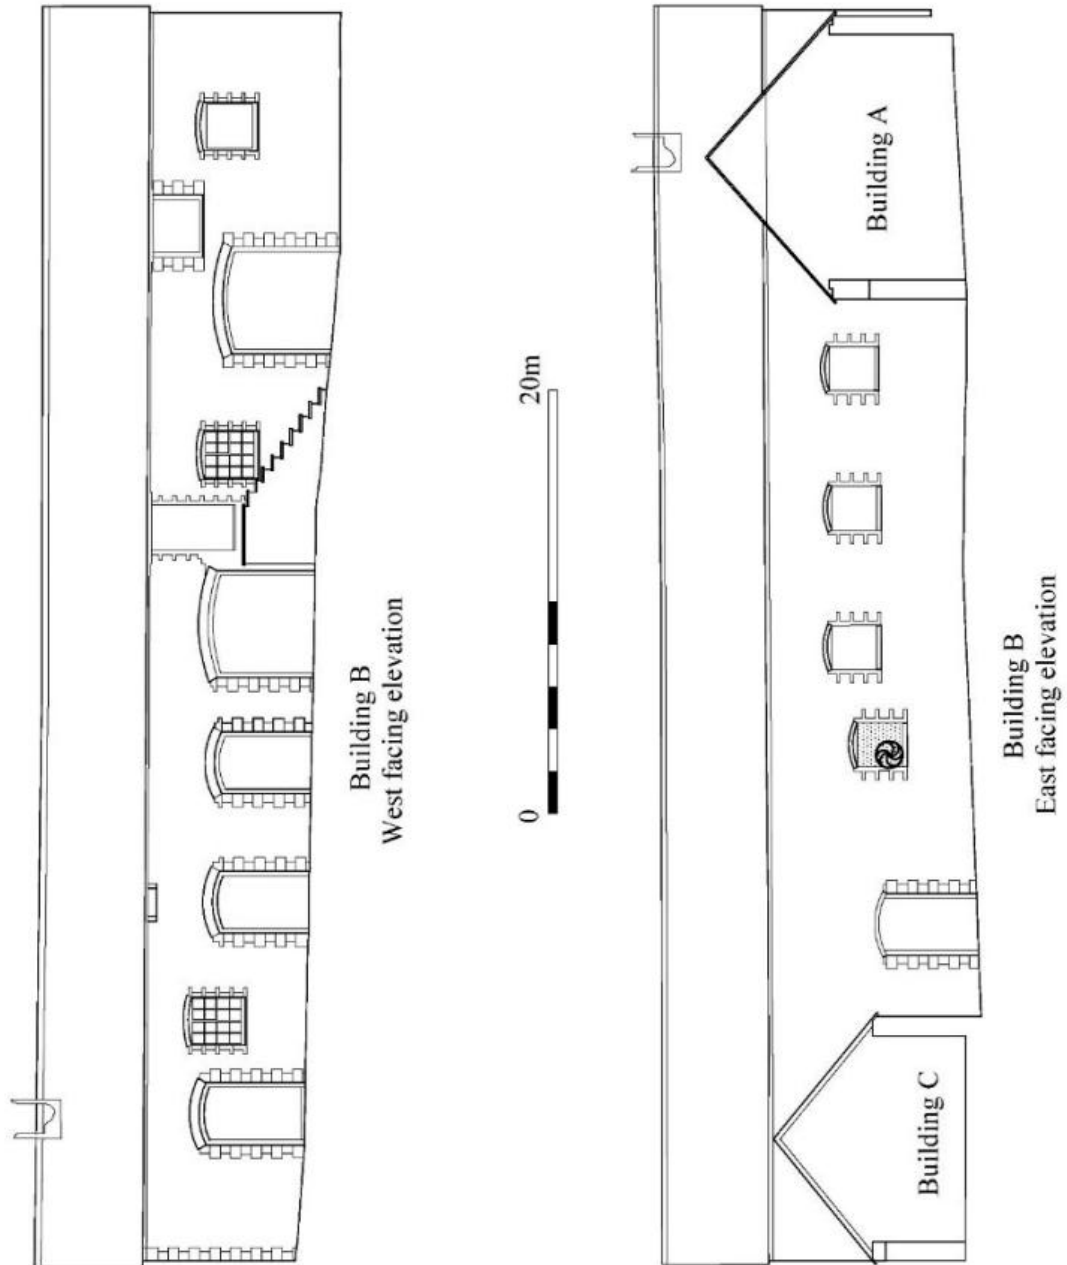 Building B
West facing elevation
0
20m
Building C
Building A
Building B
East facing elevation